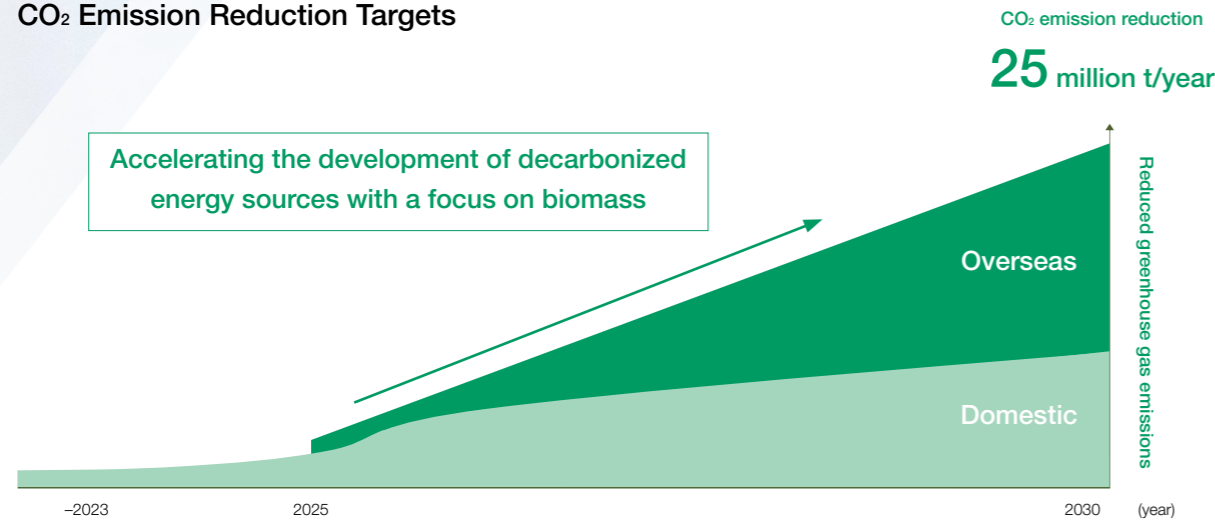 CO₂ Emission Reduction Targets
CO₂ emission reduction
25 million t/year
Accelerating the development of decarbonized
energy sources with a focus on biomass
Overseas
Domestic
Reduced greenhouse gas emissions
–2023
2025
2030
(year)